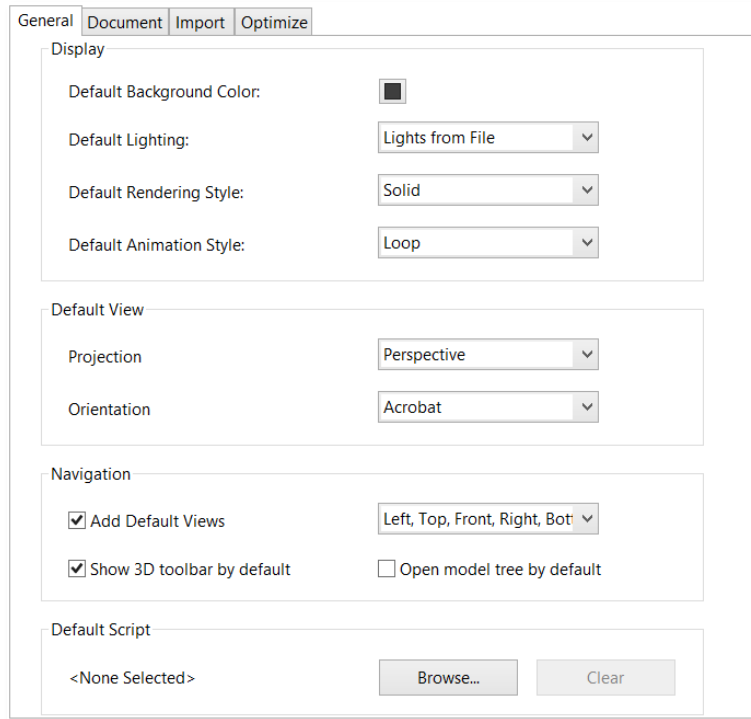 General Document Import Optimize
Display
Default Background Color:
Default Lighting: Lights from File
Default Rendering Style: Solid
Default Animation Style: Loop
Default View
Projection Perspective
Orientation Acrobat
Navigation
Add Default Views Left, Top, Front, Right, Bott
Show 3D toolbar by default Open model tree by default
Default Script
<None Selected> Browse... Clear